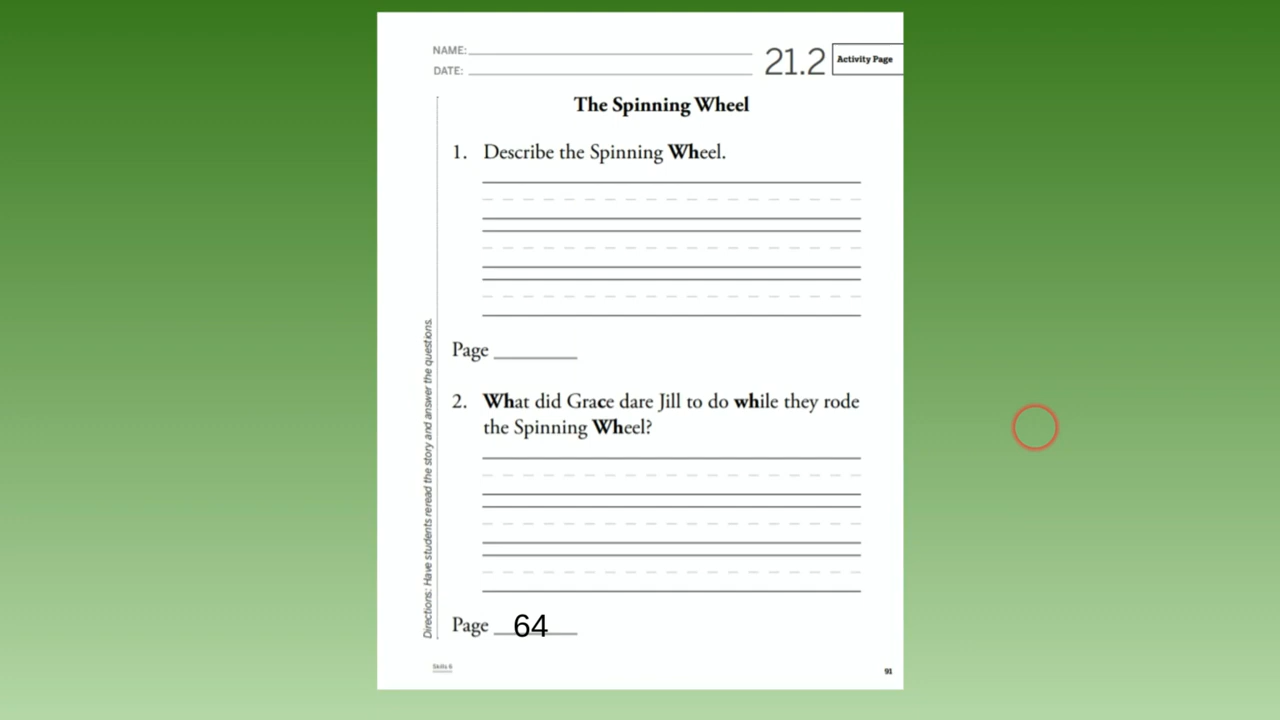 NAME:
DATE:
21.2
Activity Page
The Spinning Wheel
1. Describe the Spinning Wheel.
Page
2. What did Grace dare Jill to do while they rode
the Spinning Wheel?
Page 64
Directions: Have students reread the story and answer the questions.
Skills 6
91